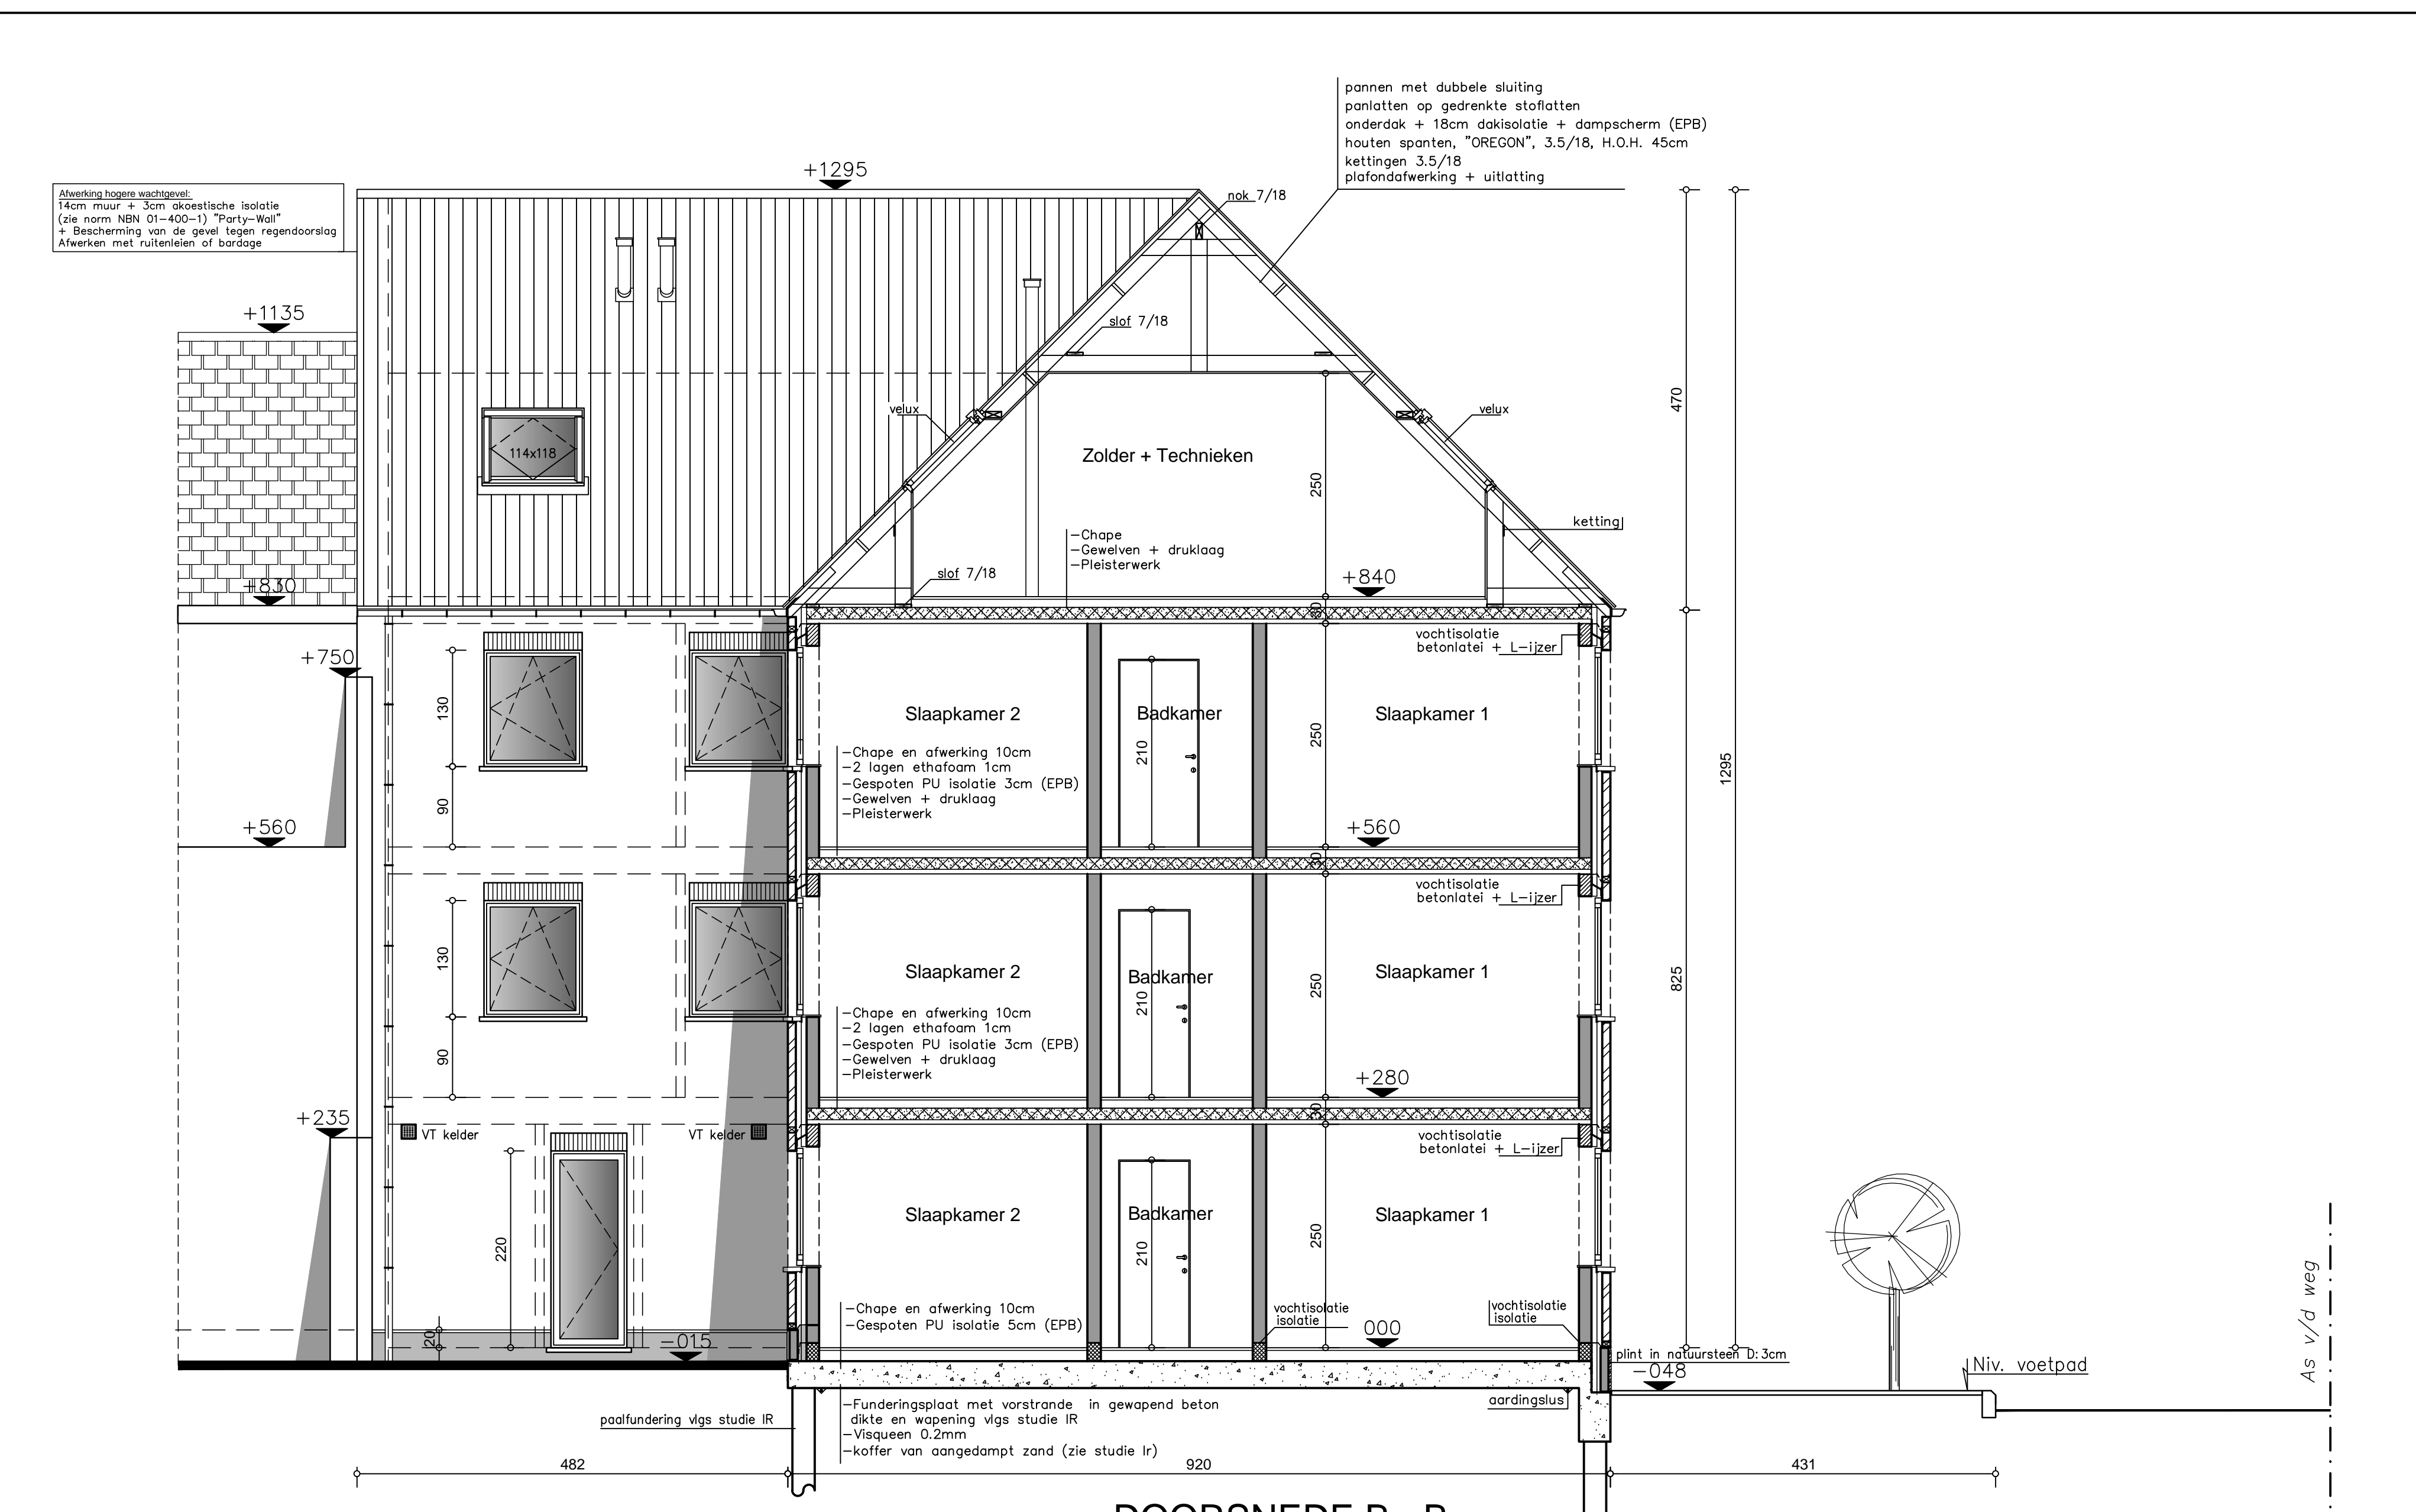 pannen met dubbele sluiting
panlatten op gedrenkte stoflatten
onderdak + 18cm dakisolatie + dampscherm (EPB)
houten spanten, "OREGON", 3.5/18, H.O.H. 45cm
kettingen 3.5/18
plafondafwerking + uitlatting
+1295
Afwerking hogere wachtgevel:
14cm muur + 3cm akoestische isolatie
(zie norm NBN 01-400-1) "Party-Wall"
+ Bescherming van de gevel tegen regendoorslag
Afwerken met ruitenleien of bardage
nok 7/18
+1135
slof 7/18
470
velux
velux
114x118
Zolder + Technieken
250
ketting
-Chape
-Gewelven + druklaag
-Pleisterwerk
slof 7/18
+840
+830
30
vochtisolatie
betonlatei + L-ijzer
+750
130
Slaapkamer 2
Badkamer
Slaapkamer 1
210
250
1295
-Chape en afwerking 10cm
-2 lagen ethafoam 1cm
-Gespoten PU isolatie 3cm (EPB)
-Gewelven + druklaag
-Pleisterwerk
90
+560
+560
30
vochtisolatie
betonlatei + L-ijzer
130
Slaapkamer 2
Badkamer
Slaapkamer 1
210
250
825
-Chape en afwerking 10cm
-2 lagen ethafoam 1cm
-Gespoten PU isolatie 3cm (EPB)
-Gewelven + druklaag
-Pleisterwerk
90
+280
30
+235
VT kelder
VT kelder
vochtisolatie
betonlatei + L-ijzer
Slaapkamer 2
Badkamer
Slaapkamer 1
220
210
250
As v/d weg
-Chape en afwerking 10cm
-Gespoten PU isolatie 5cm (EPB)
vochtisolatie
isolatie
vochtisolatie
isolatie
000
20
-015
plint in natuursteen D:3cm
-048
Niv. voetpad
paalfundering vlgs studie IR
-Funderingsplaat met vorstrande in gewapend beton
dikte en wapening vlgs studie IR
-Visqueen 0.2mm
-koffer van aangedampt zand (zie studie Ir)
aardingslus
482
920
431
DOORSNEDE B - B